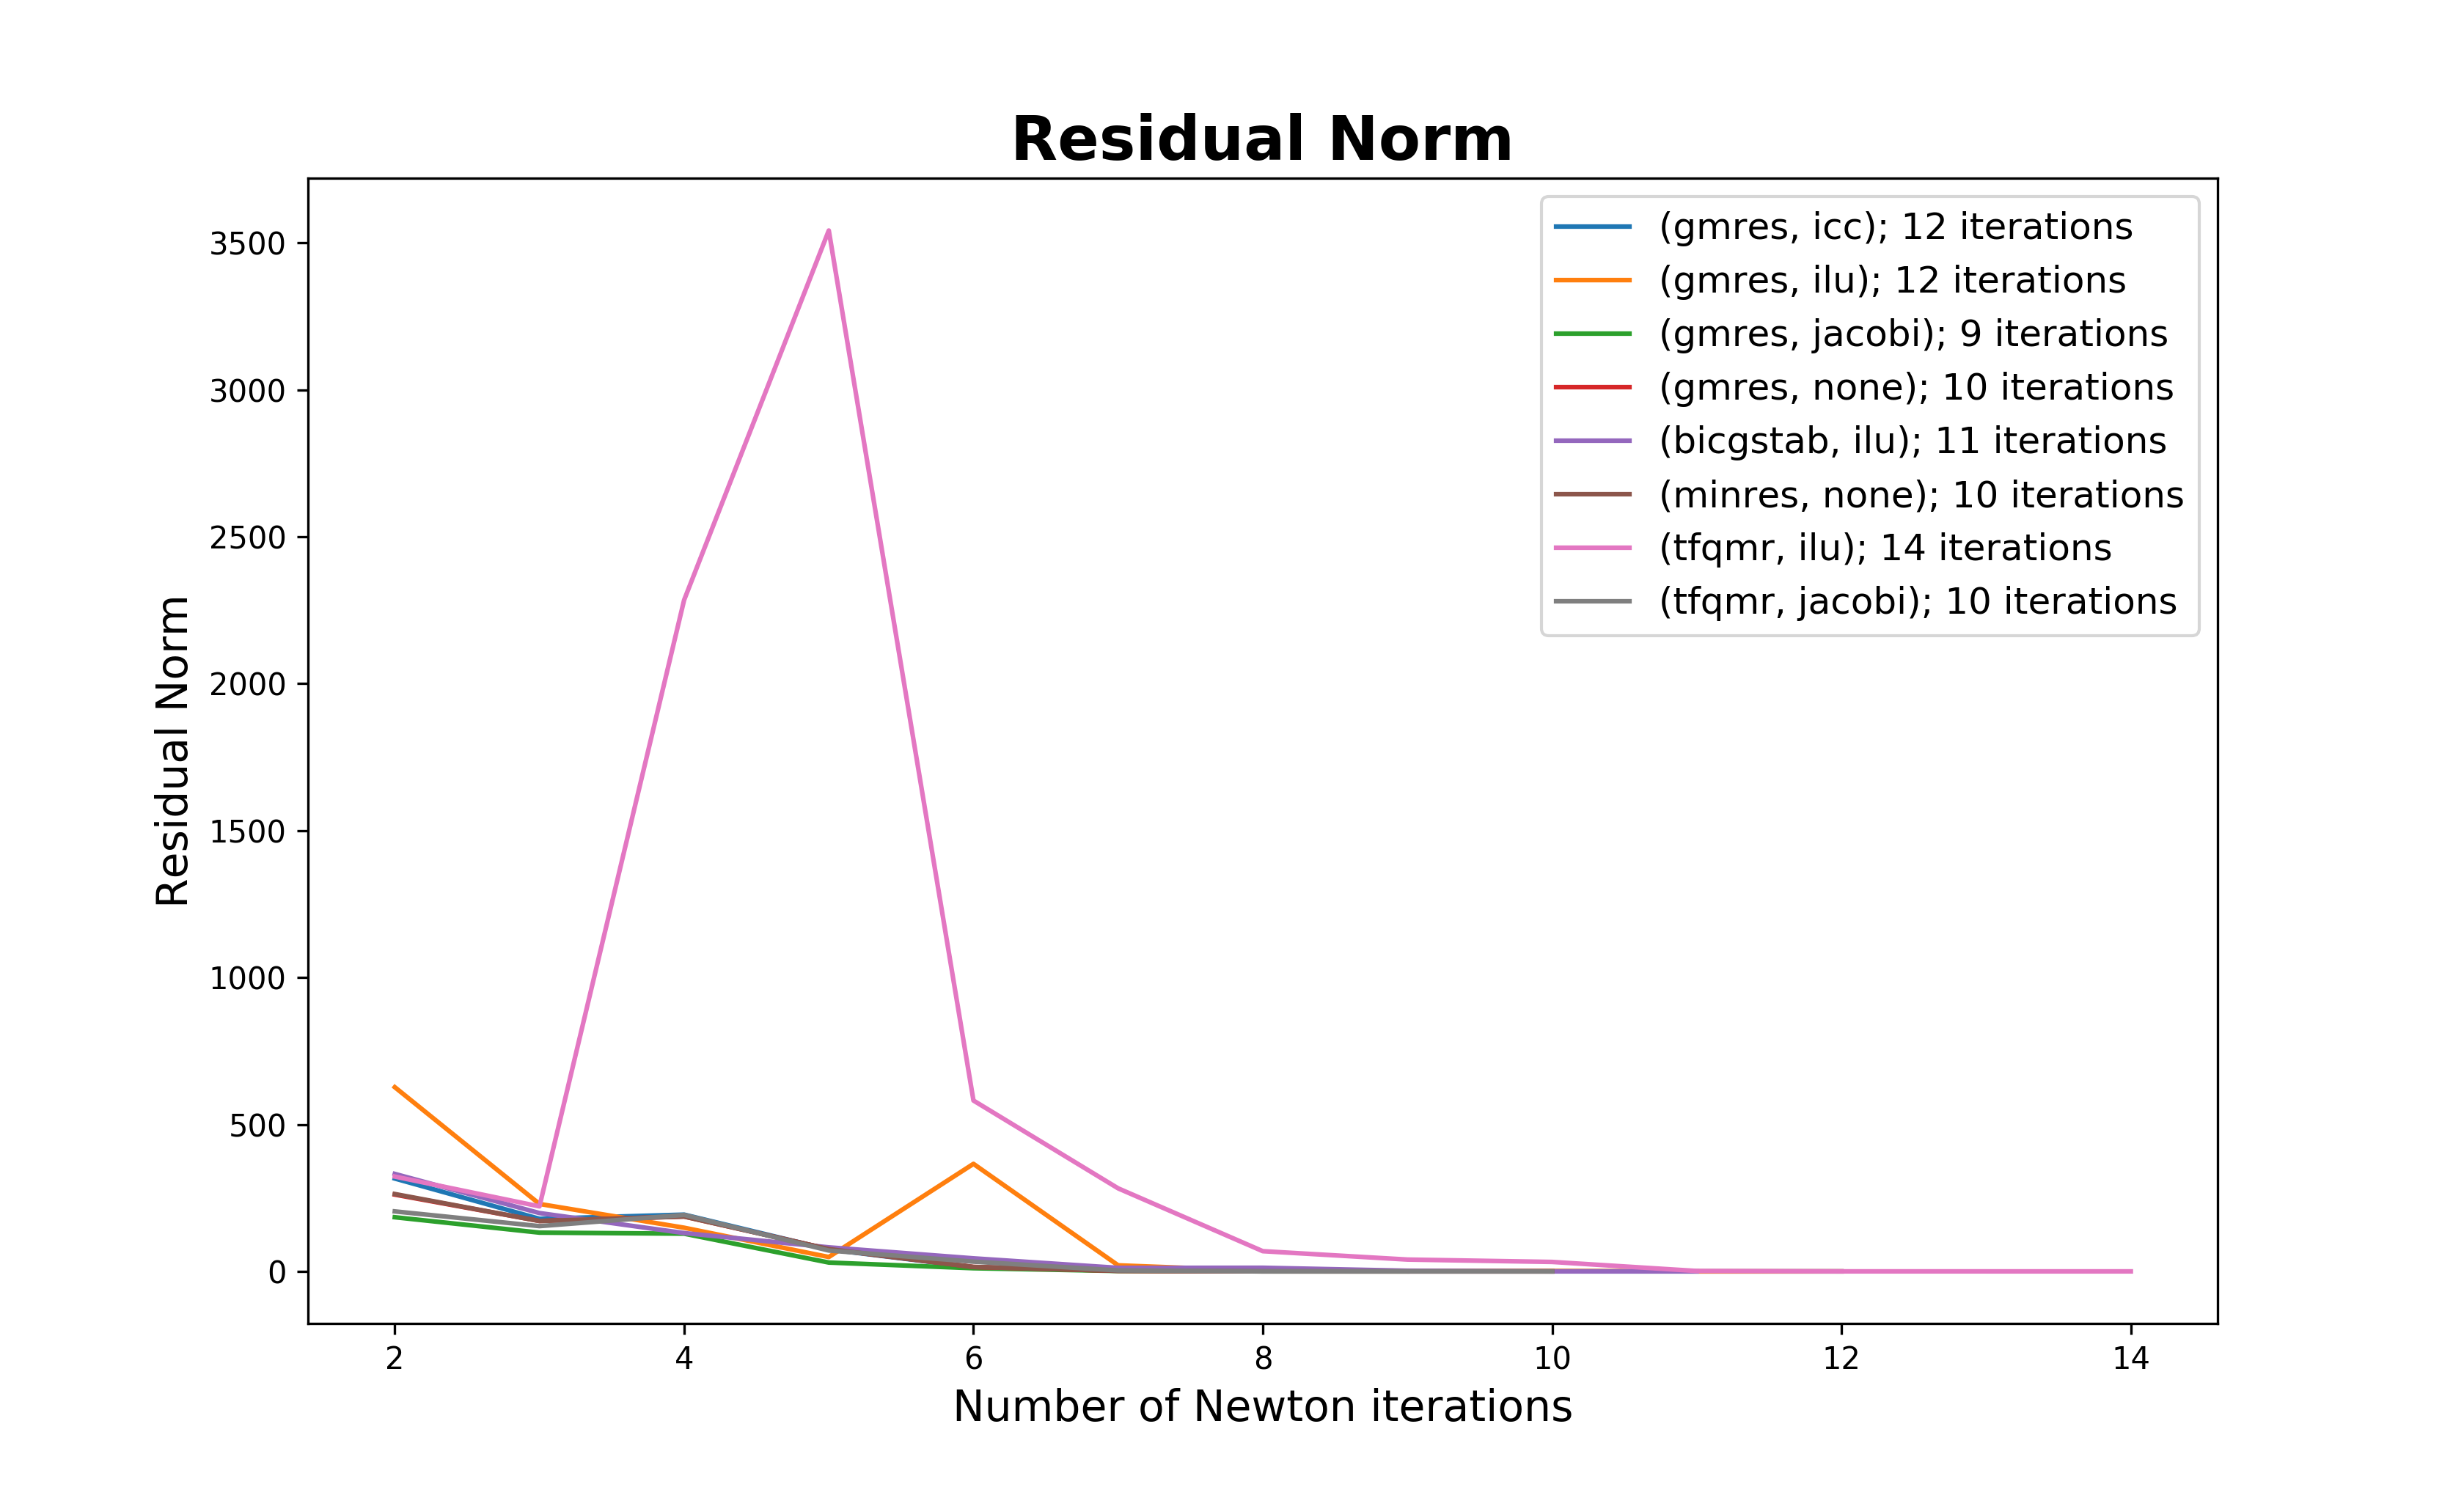 Residual Norm
3500
3000
2500
2000
1500
1000
500
0
Residual Norm
2 4 6 8 10 12 14
Number of Newton iterations
(gmres, icc); 12 iterations
(gmres, ilu); 12 iterations
(gmres, jacobi); 9 iterations
(gmres, none); 10 iterations
(bicgstab, ilu); 11 iterations
(minres, none); 10 iterations
(tfqmr, ilu); 14 iterations
(tfqmr, jacobi); 10 iterations